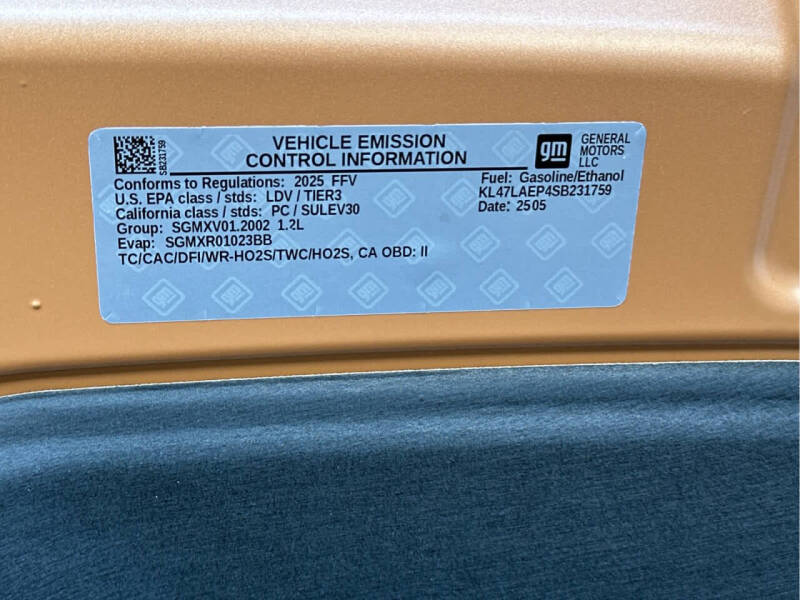 SB231759
VEHICLE EMISSION
CONTROL INFORMATION
gm GENERAL
MOTORS
LLC
Conforms to Regulations: 2025 FFV
U.S. EPA class / stds: LDV / TIER3
California class / stds: PC / SULEV30
Group: SGMXV01.2002 1.2L
Evap: SGMXR01023BB
TC/CAC/DFI/WR-HO2S/TWC/HO2S, CA OBD: II
Fuel: Gasoline/Ethanol
KL47LAEP4SB231759
Date: 2505